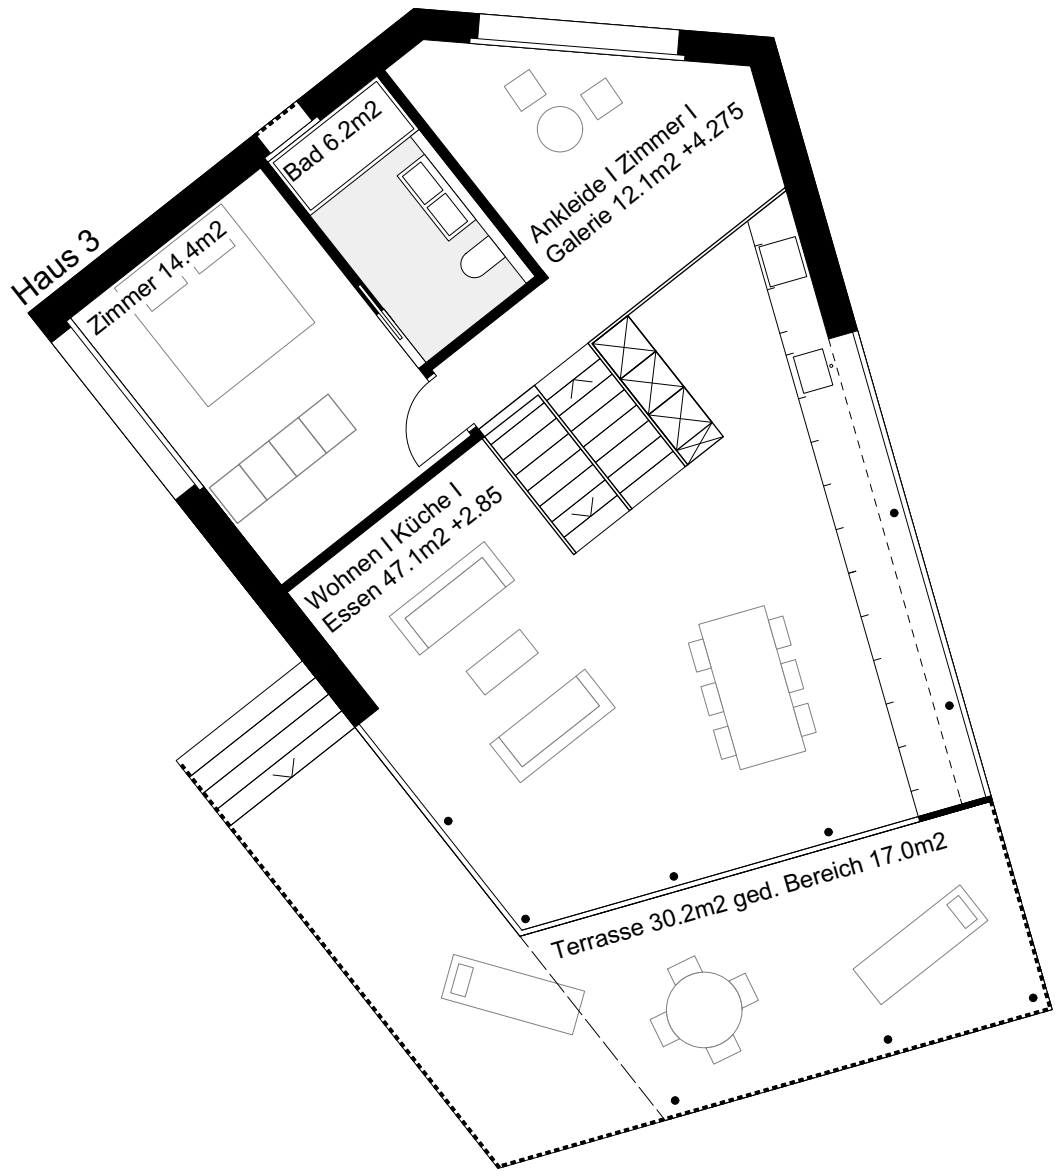 Haus 3
Zimmer 14.4m2
Bad 6.2m2
Ankleide I Zimmer I
Galerie 12.1m2 +4.275
Wohnen I Küche I
Essen 47.1m2 +2.85
Terrasse 30.2m2 ged. Bereich 17.0m2